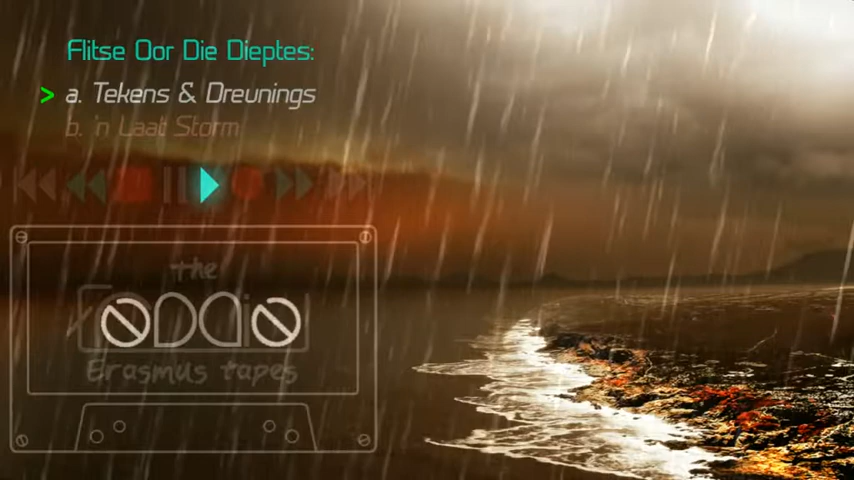 Flitse Oor Die Dieptes:
> a. Tekens & Dreunings
b. 'n Laat Storm
the
Erasmus tapes